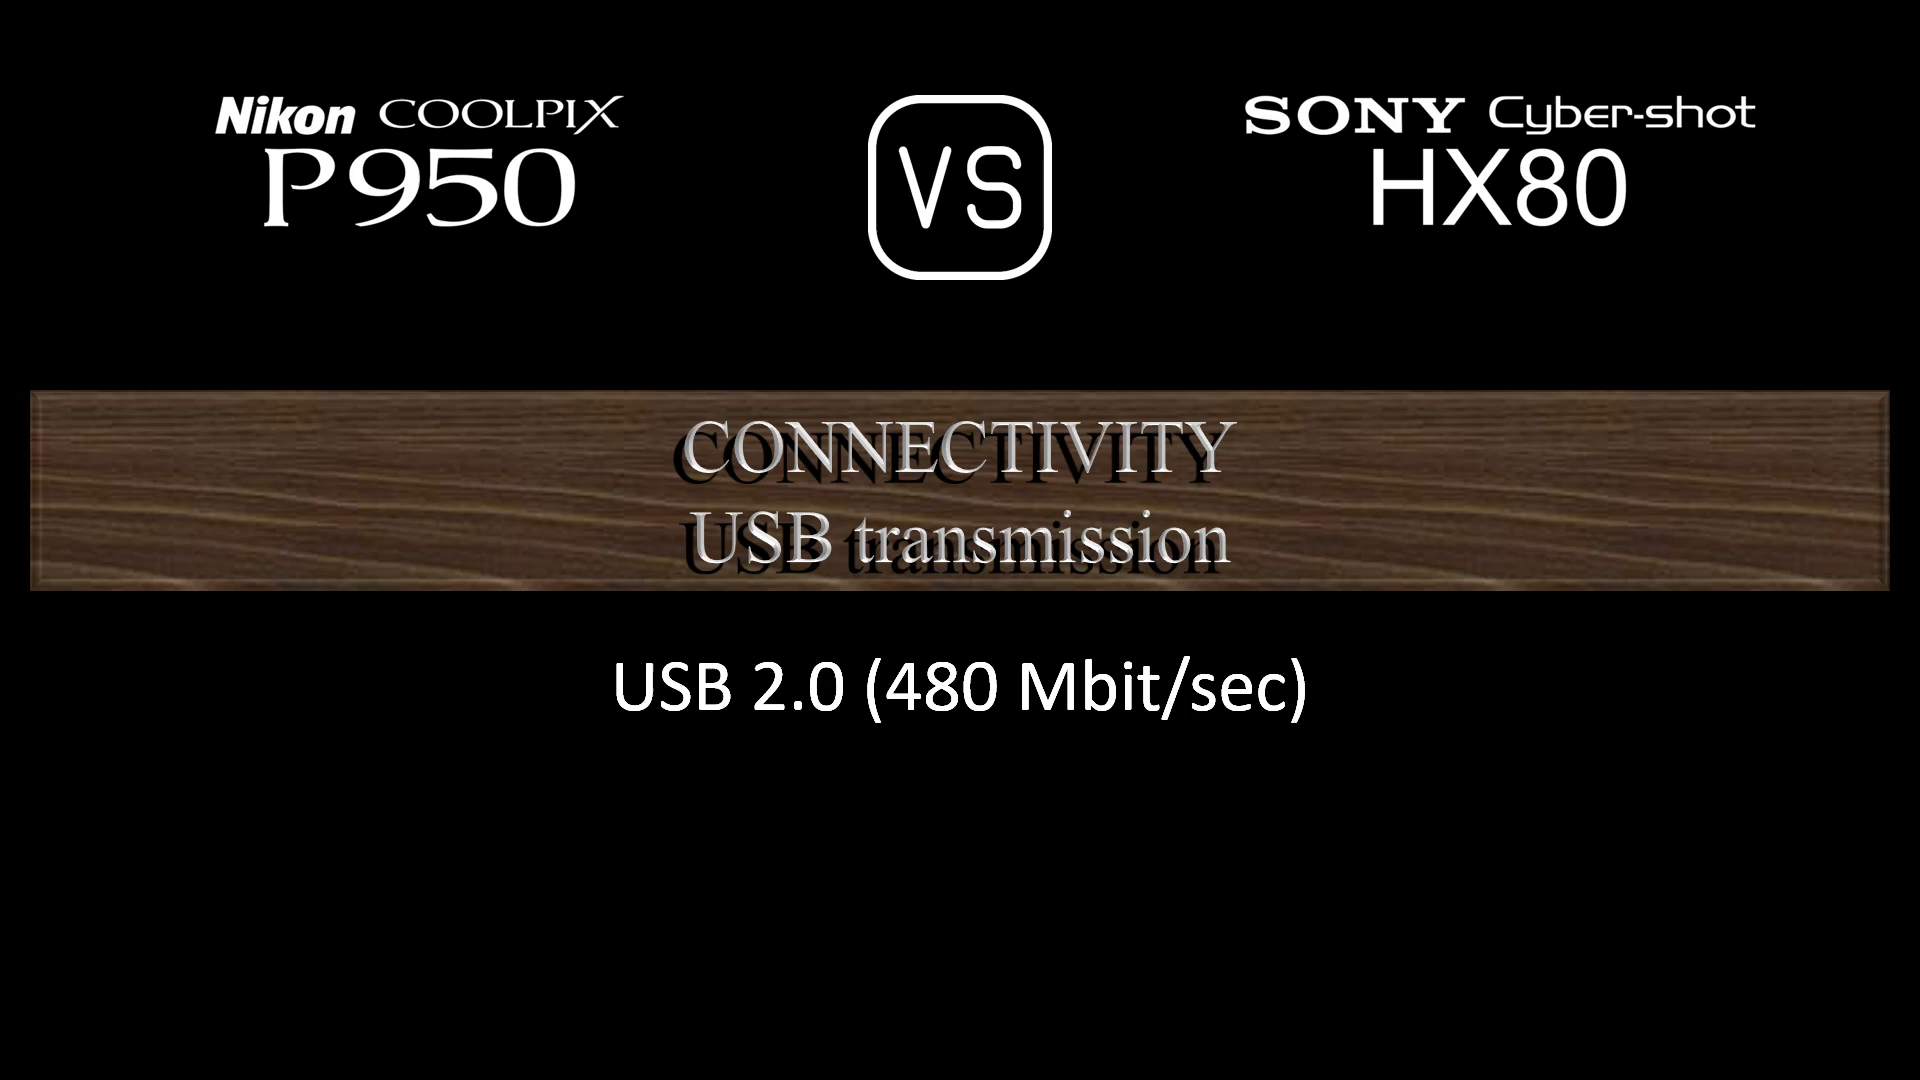 Nikon COOLPIX
P950
VS
SONY Cyber-shot
HX80
CONNECTIVITY
USB transmission
USB 2.0 (480 Mbit/sec)